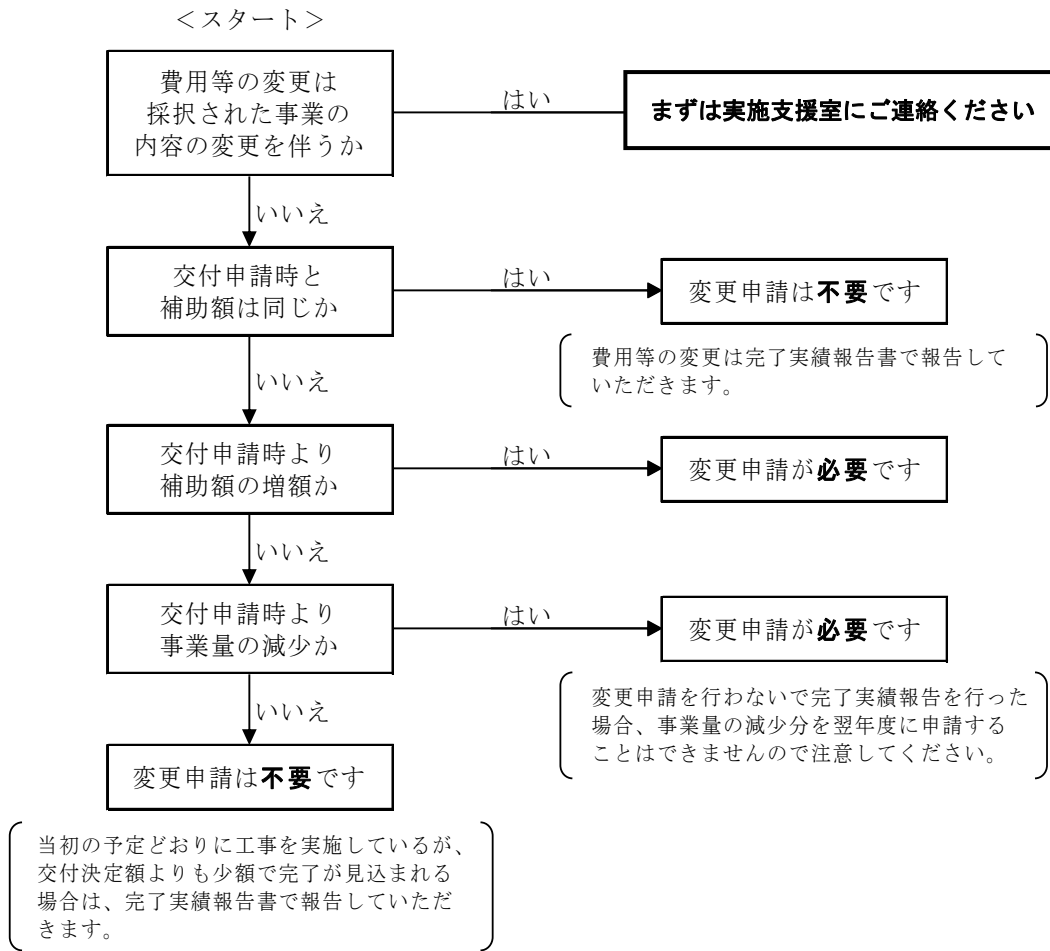 ＜スタート＞
費用等の変更は
採択された事業の
内容の変更を伴うか
はい
まずは実施支援室にご連絡ください
いいえ
交付申請時と
補助額は同じか
はい
変更申請は不要です
費用等の変更は完了実績報告書で報告して
いただきます。
いいえ
交付申請時より
補助額の増額か
はい
変更申請が必要です
いいえ
交付申請時より
事業量の減少か
はい
変更申請が必要です
変更申請を行わないで完了実績報告を行った
場合、事業量の減少分を翌年度に申請する
ことはできませんので注意してください。
いいえ
変更申請は不要です
当初の予定どおりに工事を実施しているが、
交付決定額よりも少額で完了が見込まれる
場合は、完了実績報告書で報告していただ
きます。